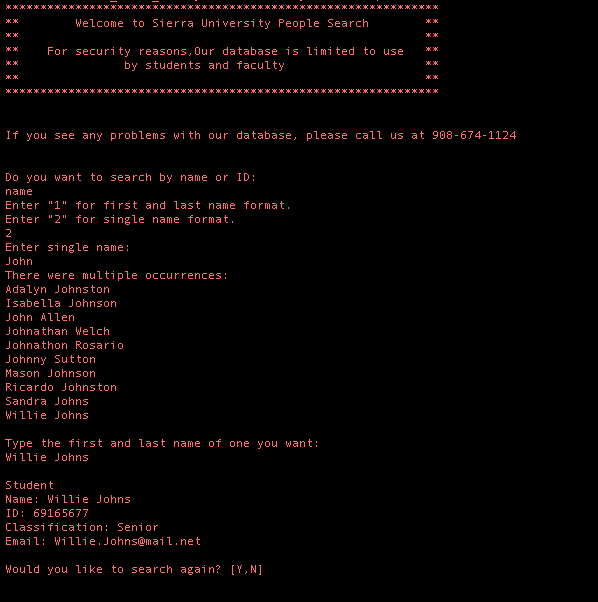 **************************************************************
** Welcome to Sierra University People Search **
** **
** For security reasons,Our database is limited to use **
** by students and faculty **
** **
**************************************************************
If you see any problems with our database, please call us at 908-674-1124
Do you want to search by name or ID:
name
Enter "1" for first and last name format.
Enter "2" for single name format.
2
Enter single name:
John
There were multiple occurrences:
Adalyn Johnston
Isabella Johnson
John Allen
Johnathan Welch
Johnathon Rosario
Johnny Sutton
Mason Johnson
Ricardo Johnston
Sandra Johns
Willie Johns
Type the first and last name of one you want:
Willie Johns
Student
Name: Willie Johns
ID: 69165677
Classification: Senior
Email: Willie.Johns@mail.net
Would you like to search again? [Y,N]